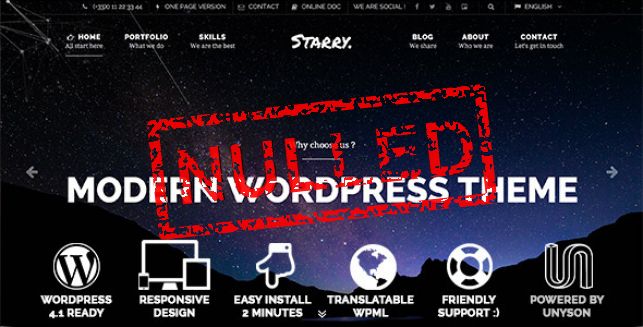 (+33)0 11 22 33 44 ONE PAGE VERSION CONTACT ONLINE DOC WE ARE SOCIAL ! ENGLISH
HOME PORTFOLIO SKILLS STARRY. BLOG ABOUT CONTACT
All start here What we do We are the best We share Who we are Let's get in touch
Why choose us ?
NULLED
MODERN WORDPRESS THEME
WORDPRESS
4.1 READY
RESPONSIVE
DESIGN
EASY INSTALL
2 MINUTES
TRANSLATABLE
WPML
FRIENDLY
SUPPORT :)
POWERED BY
UNYSON